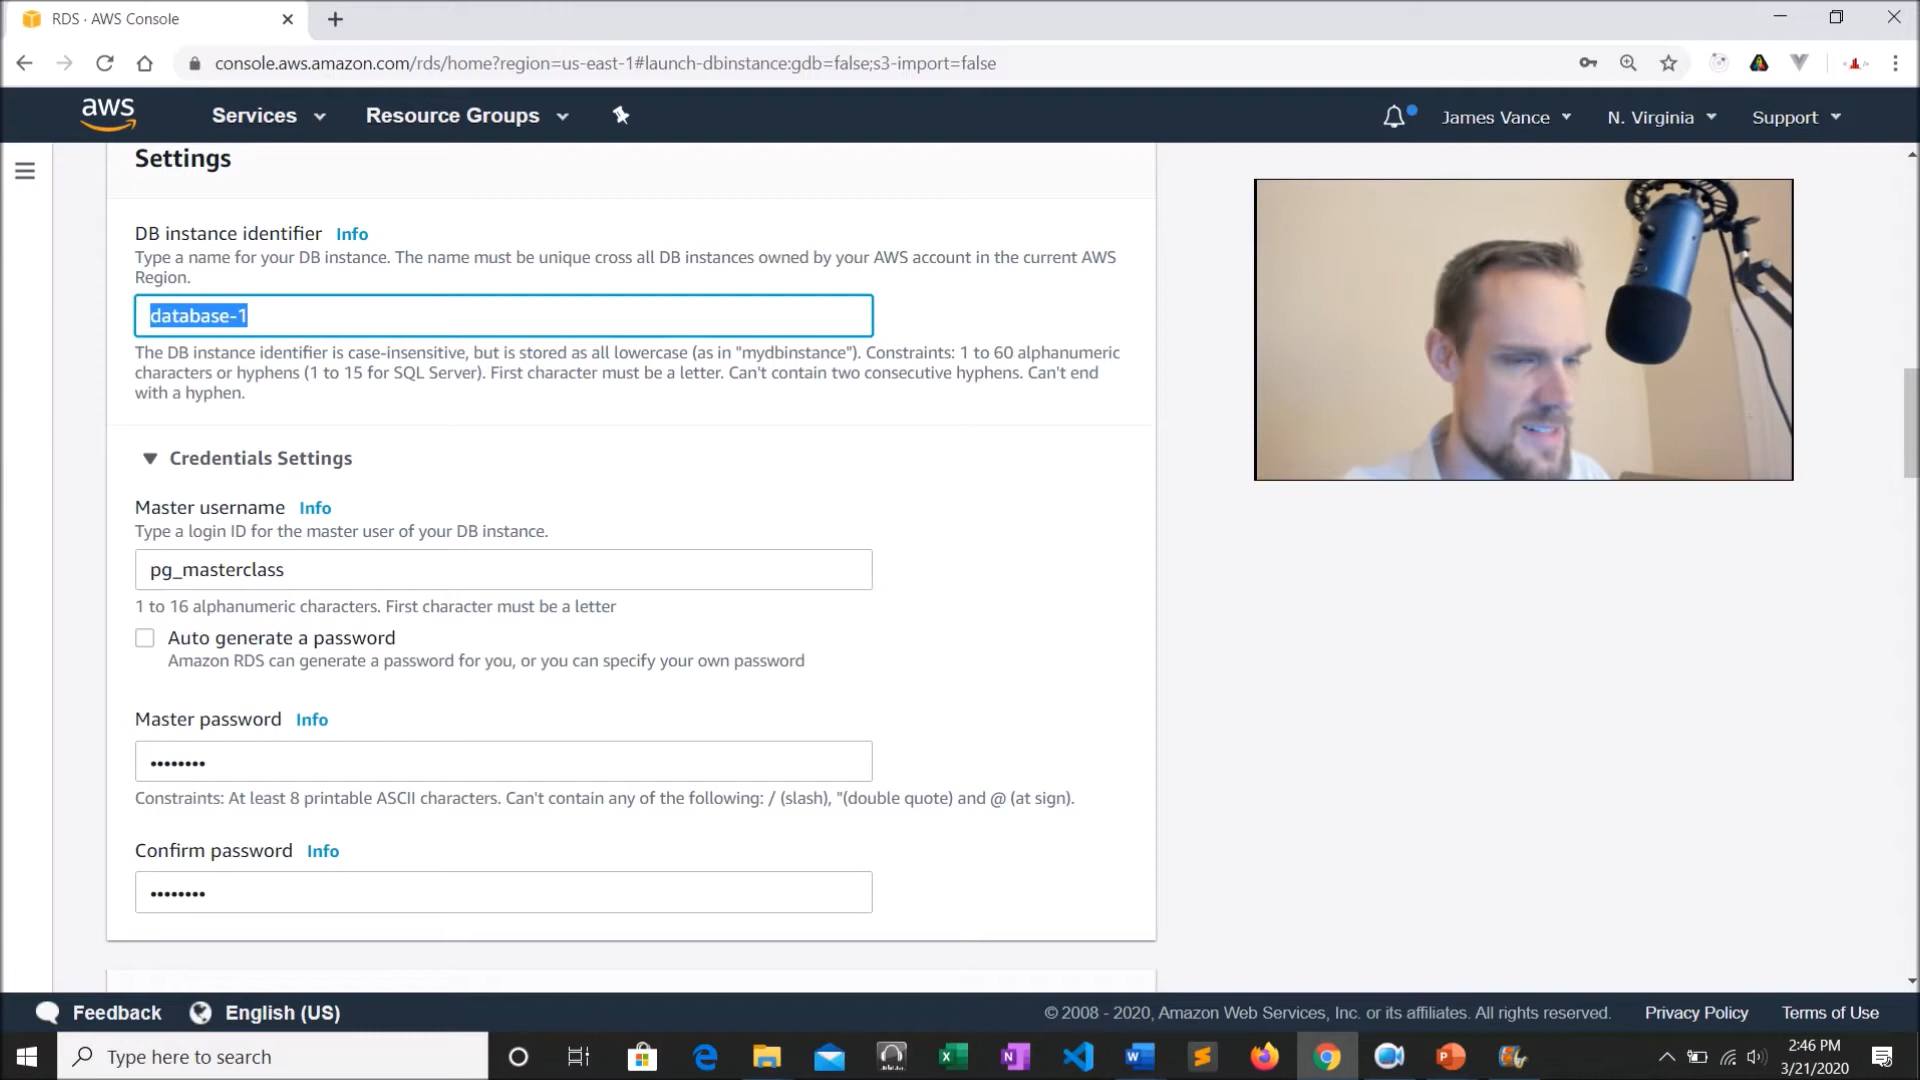 RDS · AWS Console
console.aws.amazon.com/rds/home?region=us-east-1#launch-dbinstance:gdb=false;s3-import=false
aws
Services
Resource Groups
James Vance
N. Virginia
Support
Settings
DB instance identifier Info
Type a name for your DB instance. The name must be unique cross all DB instances owned by your AWS account in the current AWS
Region.
database-1
The DB instance identifier is case-insensitive, but is stored as all lowercase (as in "mydbinstance"). Constraints: 1 to 60 alphanumeric
characters or hyphens (1 to 15 for SQL Server). First character must be a letter. Can't contain two consecutive hyphens. Can't end
with a hyphen.
Credentials Settings
Master username Info
Type a login ID for the master user of your DB instance.
pg_masterclass
1 to 16 alphanumeric characters. First character must be a letter
Auto generate a password
Amazon RDS can generate a password for you, or you can specify your own password
Master password Info
••••••••
Constraints: At least 8 printable ASCII characters. Can't contain any of the following: / (slash), "(double quote) and @ (at sign).
Confirm password Info
••••••••
Feedback
English (US)
© 2008 - 2020, Amazon Web Services, Inc. or its affiliates. All rights reserved.
Privacy Policy
Terms of Use
Type here to search
2:46 PM
3/21/2020